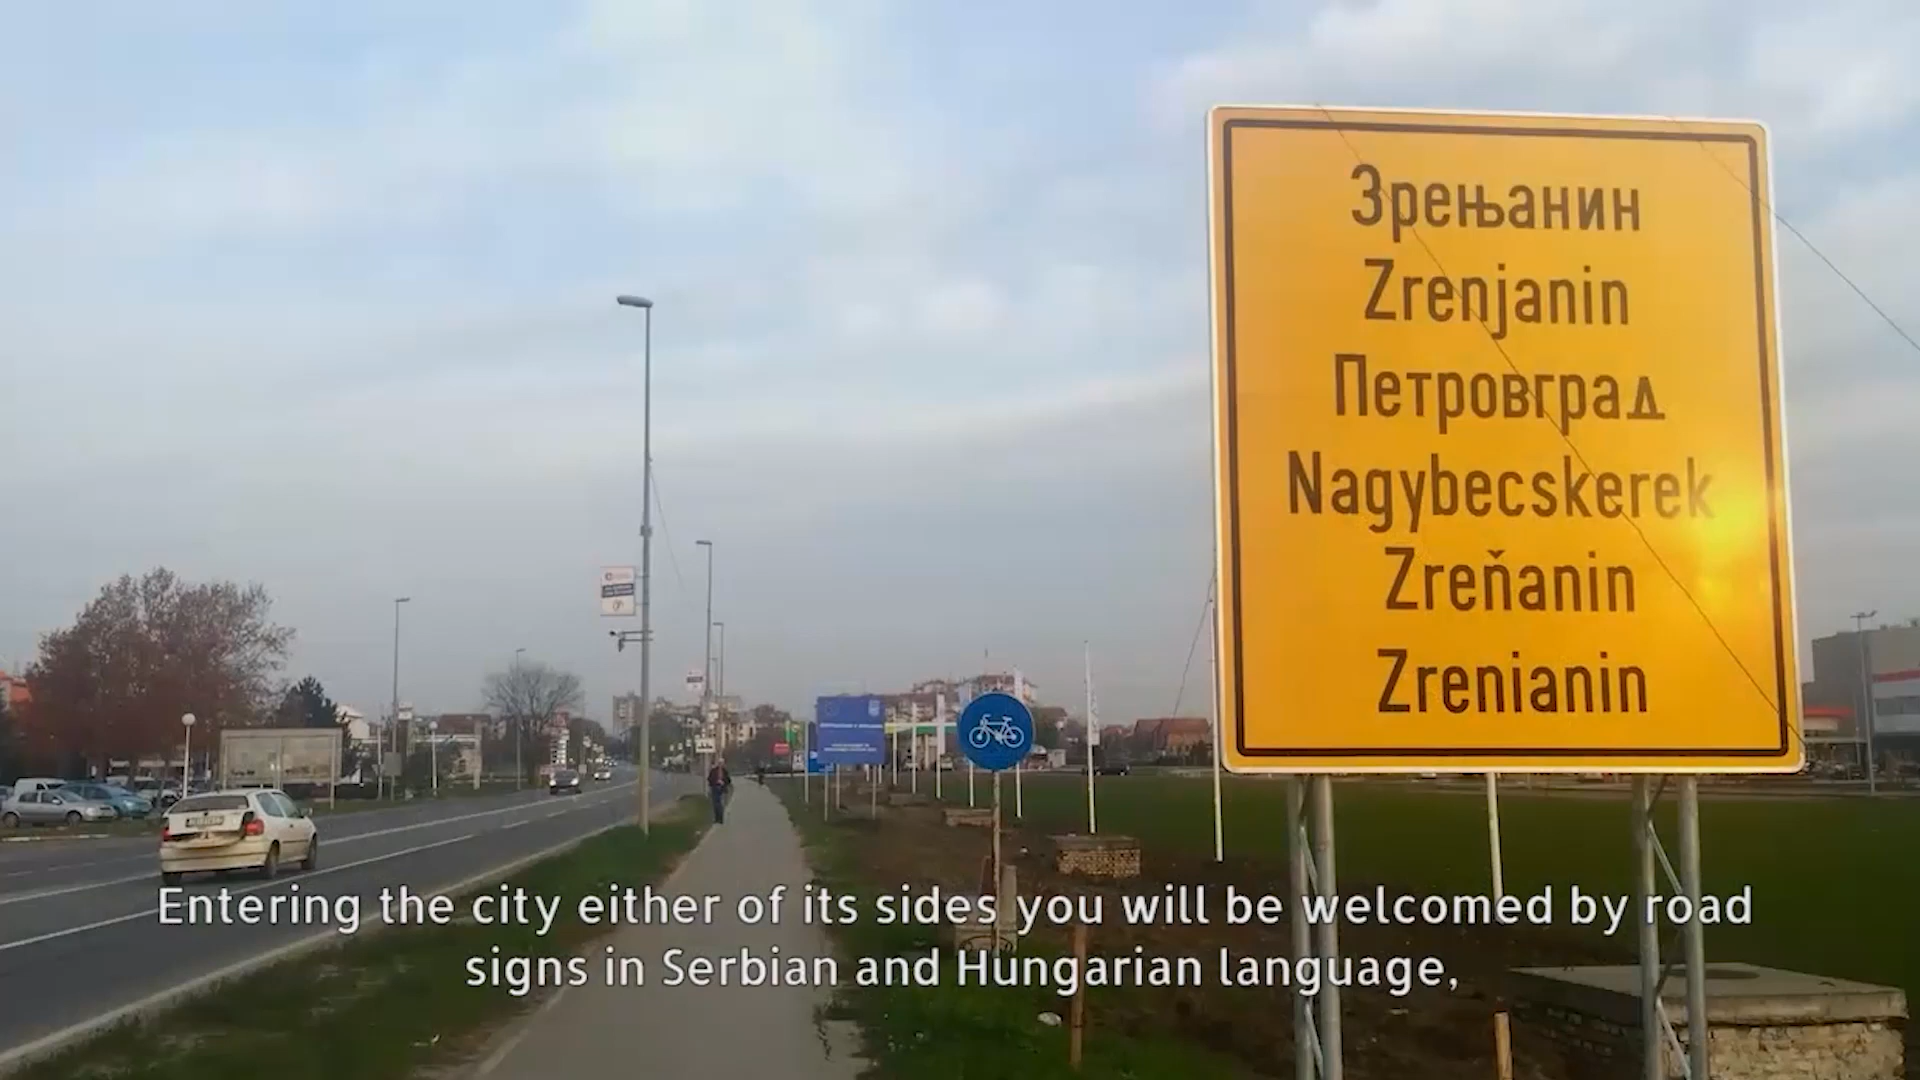 Зрењанин
Zrenjanin
Петровград
Nagybecskerek
Zreňanin
Zrenianin
Entering the city either of its sides you will be welcomed by road
signs in Serbian and Hungarian language,